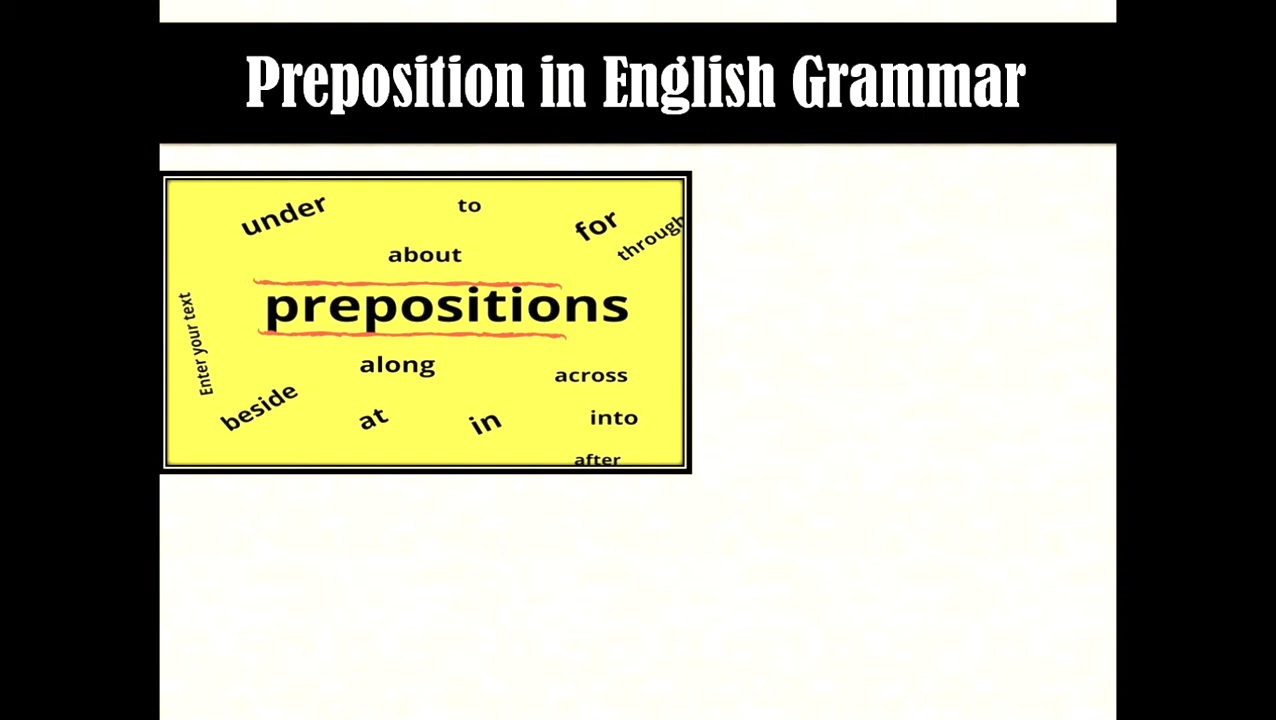 Preposition in English Grammar
under
to
for
through
about
prepositions
Enter your text
along
across
beside
at
in
into
after